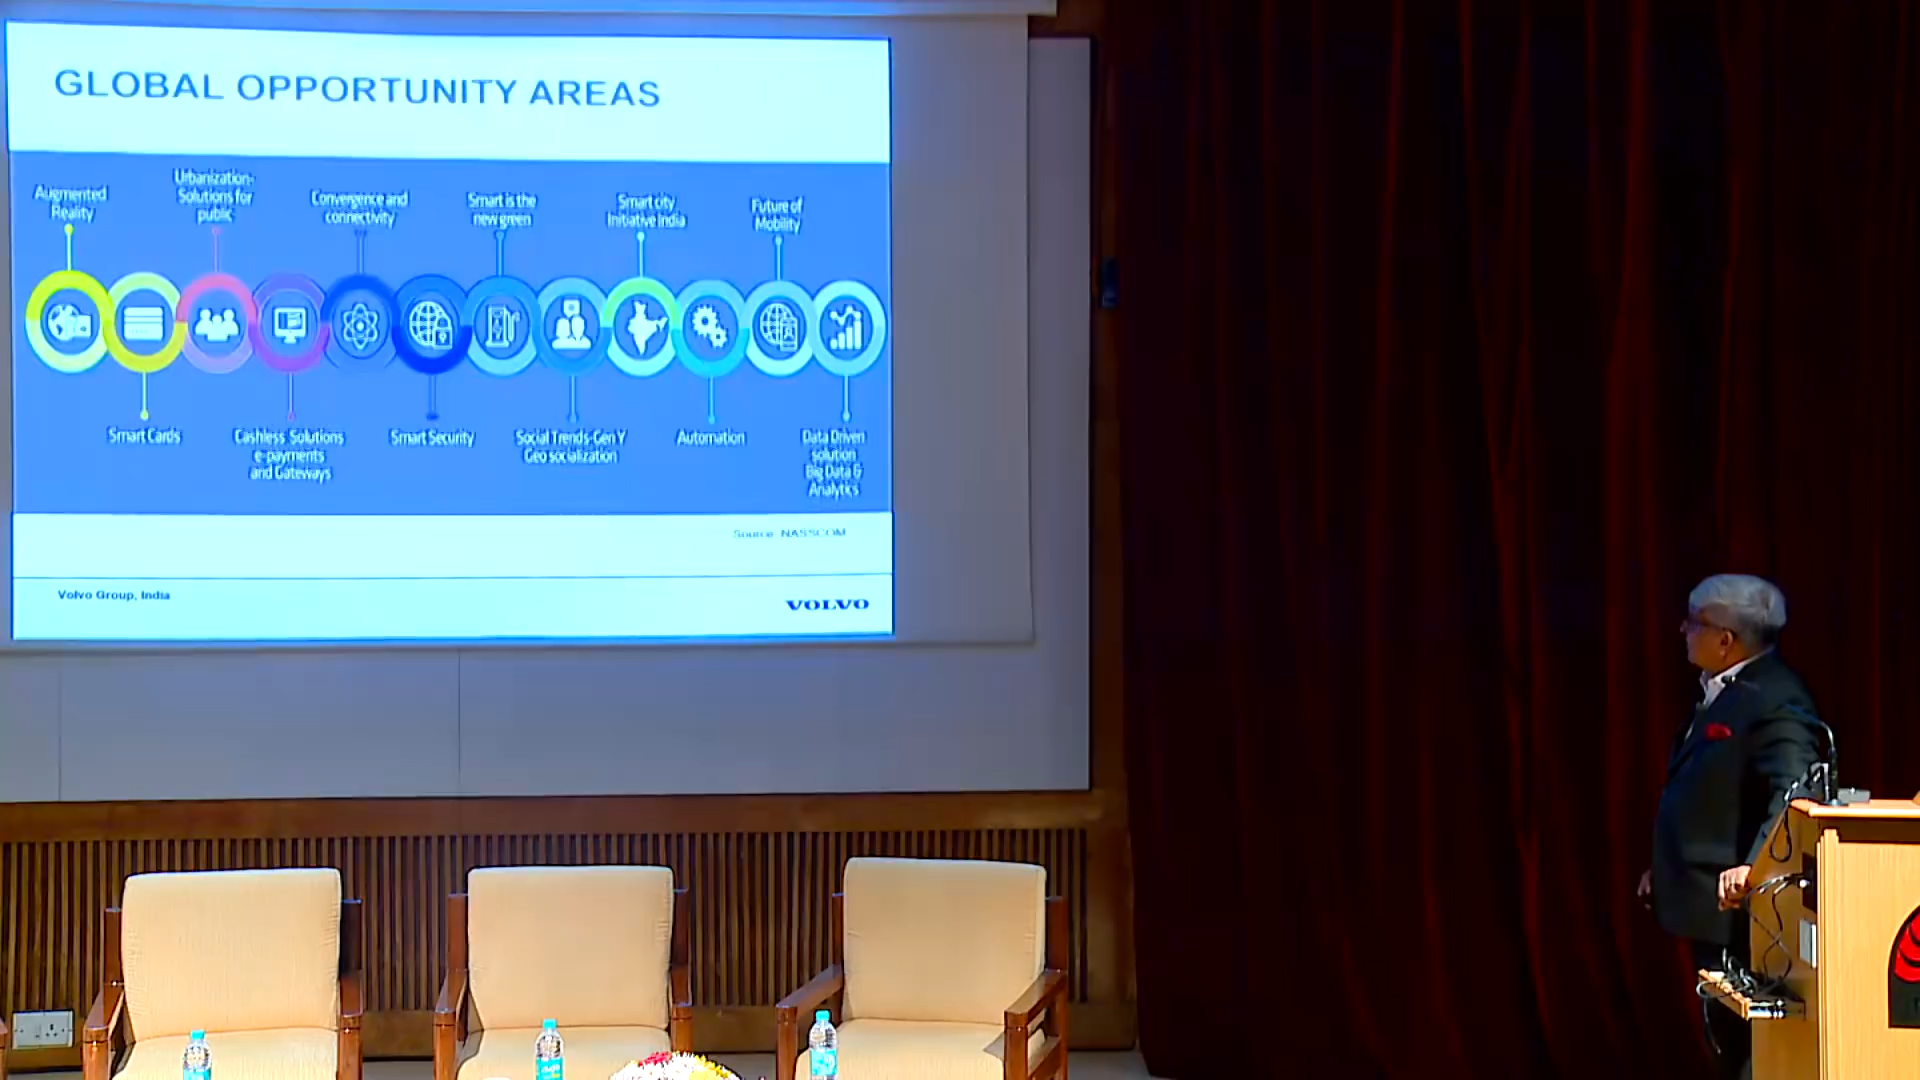 GLOBAL OPPORTUNITY AREAS
Augmented
Reality
Urbanization-
Solutions for
public
Convergence and
connectivity
Smart is the
new green
Smart city
Initiative India
Future of
Mobility
Smart Cards
Cashless Solutions
e-payments
and Gateways
Smart Security
Social Trends-Gen Y
Geo socialization
Automation
Data Driven
solution
Big Data &
Analytics
Source: NASSCOM
Volvo Group, India
VOLVO